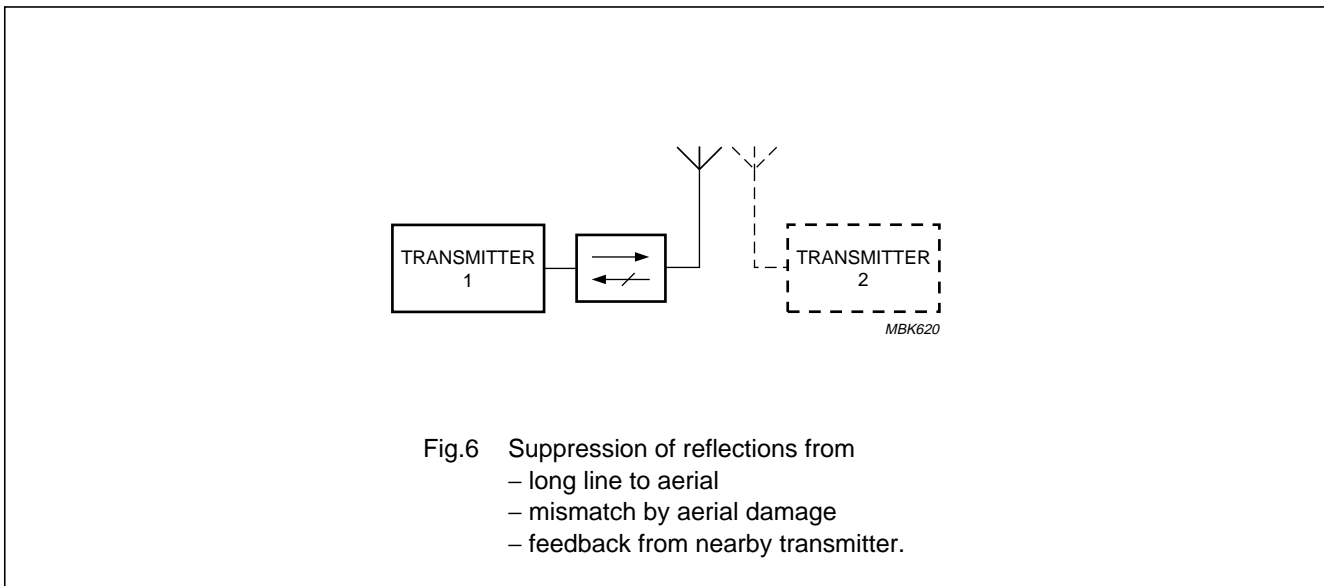 TRANSMITTER
1
TRANSMITTER
2
MBK620
Fig.6 Suppression of reflections from
– long line to aerial
– mismatch by aerial damage
– feedback from nearby transmitter.